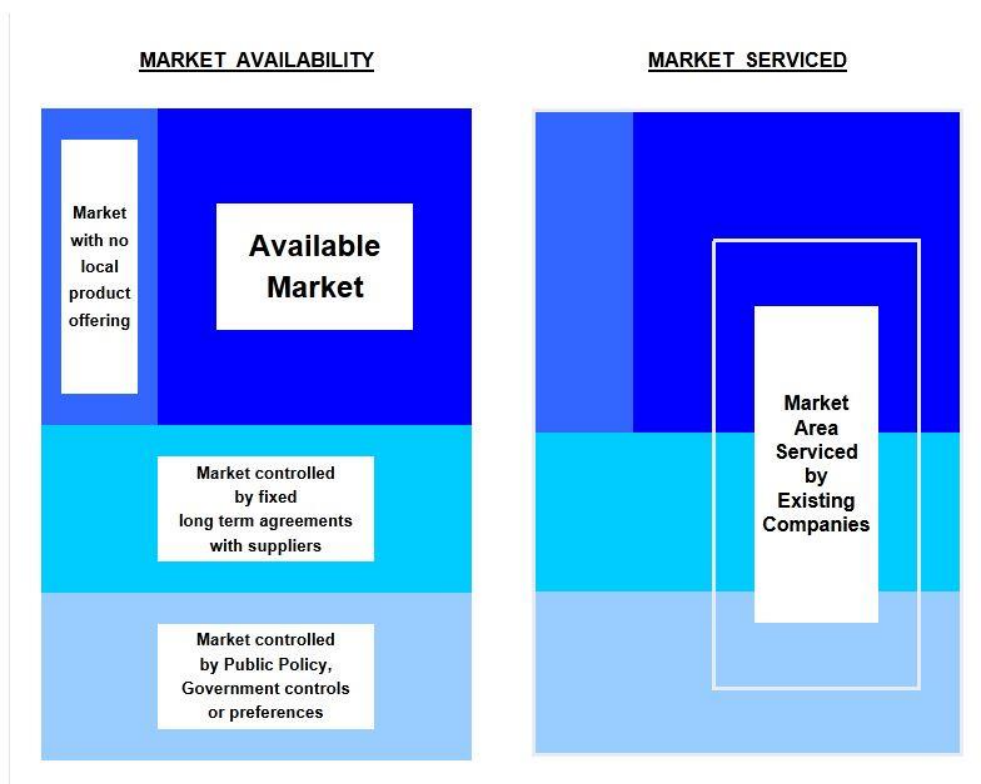 MARKET AVAILABILITY
Market
with no
local
product
offering
Available
Market
Market controlled
by fixed
long term agreements
with suppliers
Market controlled
by Public Policy,
Government controls
or preferences
MARKET SERVICED
Market
Area
Serviced
by
Existing
Companies